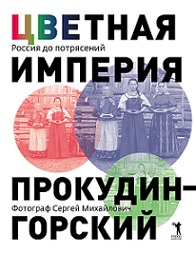 ЦВЕТНАЯ
Россия до потрясений
ИМПЕРИЯ
ПРОКУДИН-
Фотограф Сергей Михайлович
ГОРСКИЙ